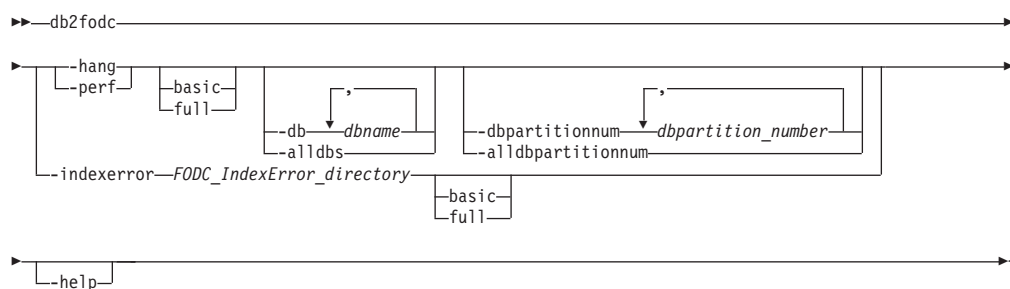 db2fodc
-hang
-perf
basic
full
-db
,
dbname
-alldbs
-dbpartitionnum
,
dbpartition_number
-alldbpartitionnum
-indexerror FODC_IndexError_directory
basic
full
-help